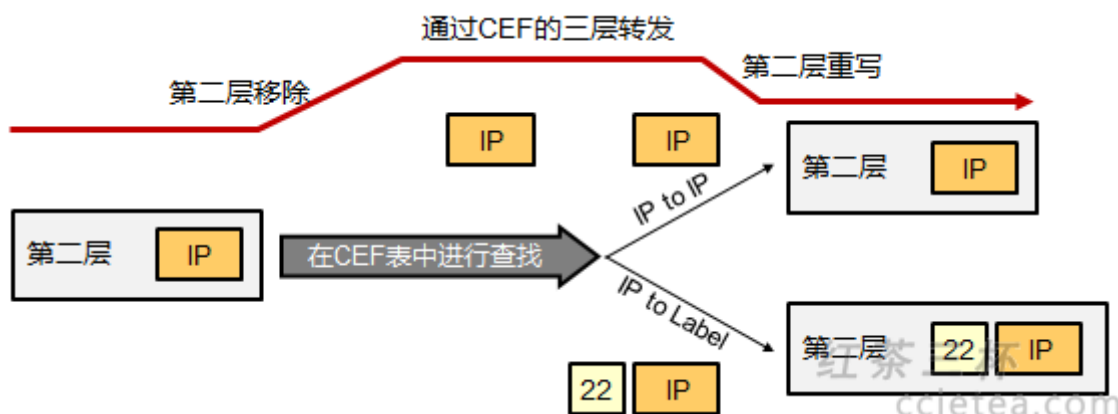 通过CEF的三层转发
第二层移除
第二层重写
IP
IP
第二层
IP
第二层
IP
在CEF表中进行查找
IP to IP
IP to Label
第二层
22
IP
22
IP
红茶三杯
ccietea.com